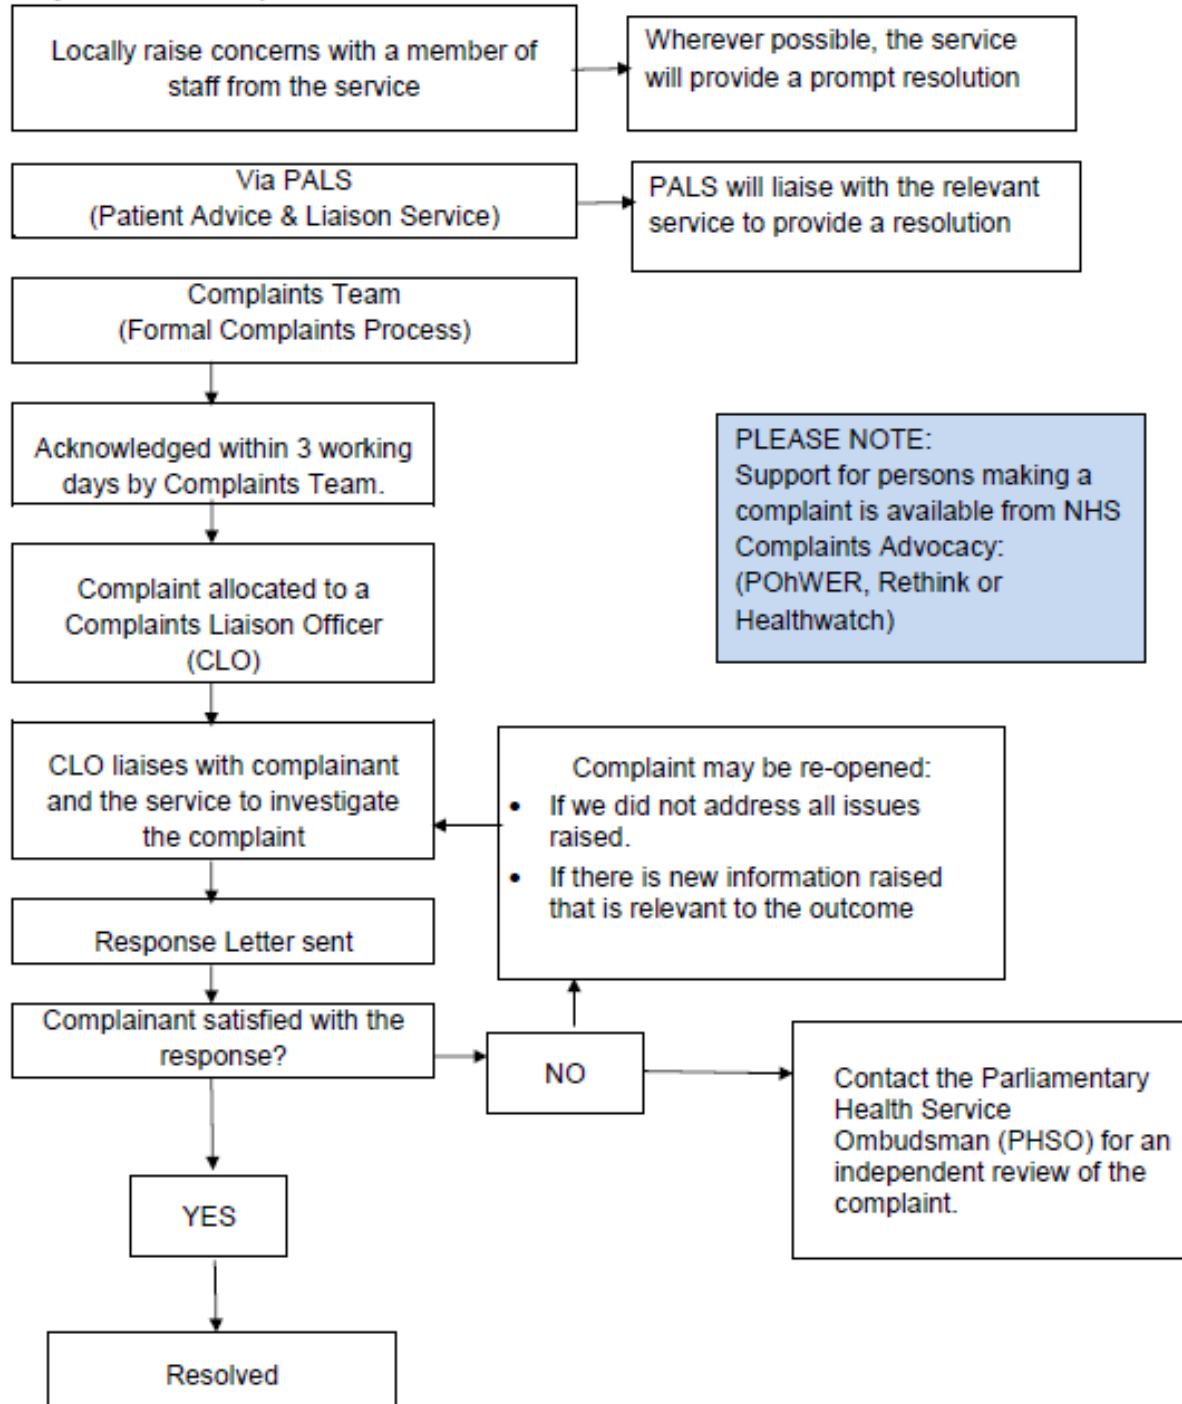 Locally raise concerns with a member of
staff from the service
Wherever possible, the service
will provide a prompt resolution
Via PALS
(Patient Advice & Liaison Service)
PALS will liaise with the relevant
service to provide a resolution
Complaints Team
(Formal Complaints Process)
Acknowledged within 3 working
days by Complaints Team.
PLEASE NOTE:
Support for persons making a
complaint is available from NHS
Complaints Advocacy:
(POhWER, Rethink or
Healthwatch)
Complaint allocated to a
Complaints Liaison Officer
(CLO)
CLO liaises with complainant
and the service to investigate
the complaint
Complaint may be re-opened:
• If we did not address all issues
raised.
• If there is new information raised
that is relevant to the outcome
Response Letter sent
Complainant satisfied with the
response?
NO
Contact the Parliamentary
Health Service
Ombudsman (PHSO) for an
independent review of the
complaint.
YES
Resolved